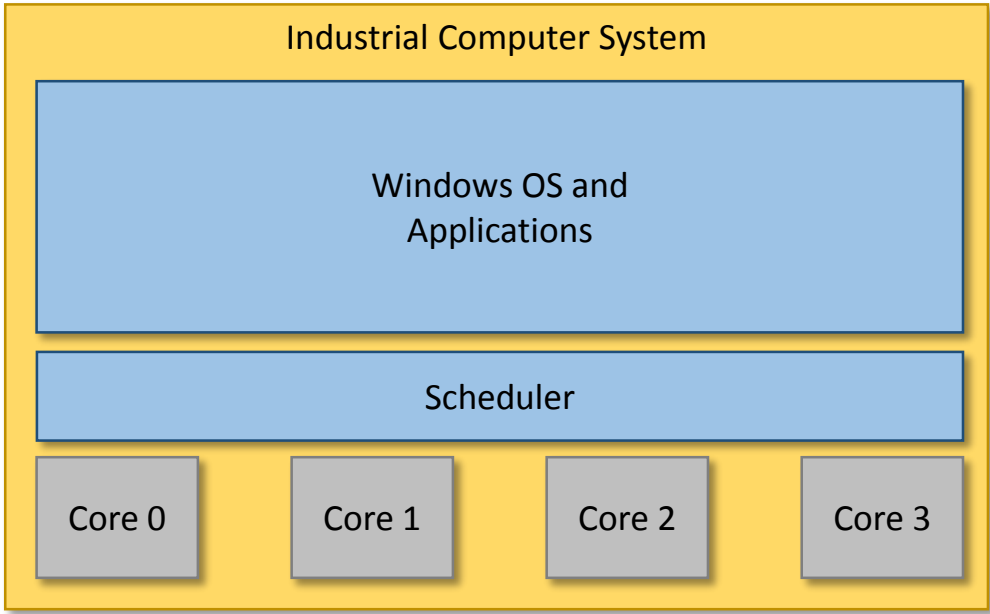 Industrial Computer System
Windows OS and
Applications
Scheduler
Core 0
Core 1
Core 2
Core 3